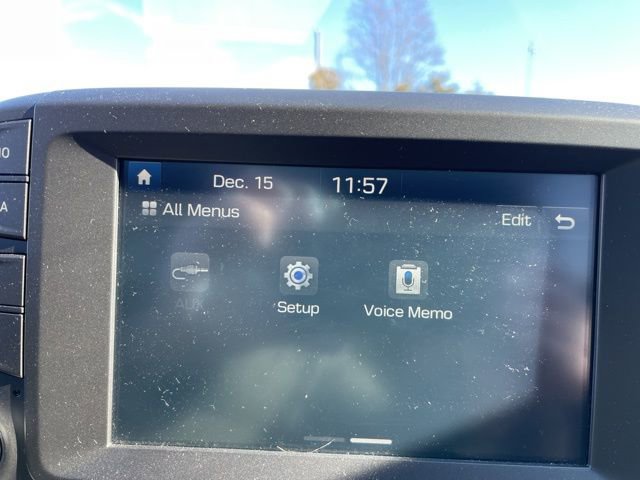 Dec. 15 11:57
All Menus
Edit
AUX
Setup
Voice Memo